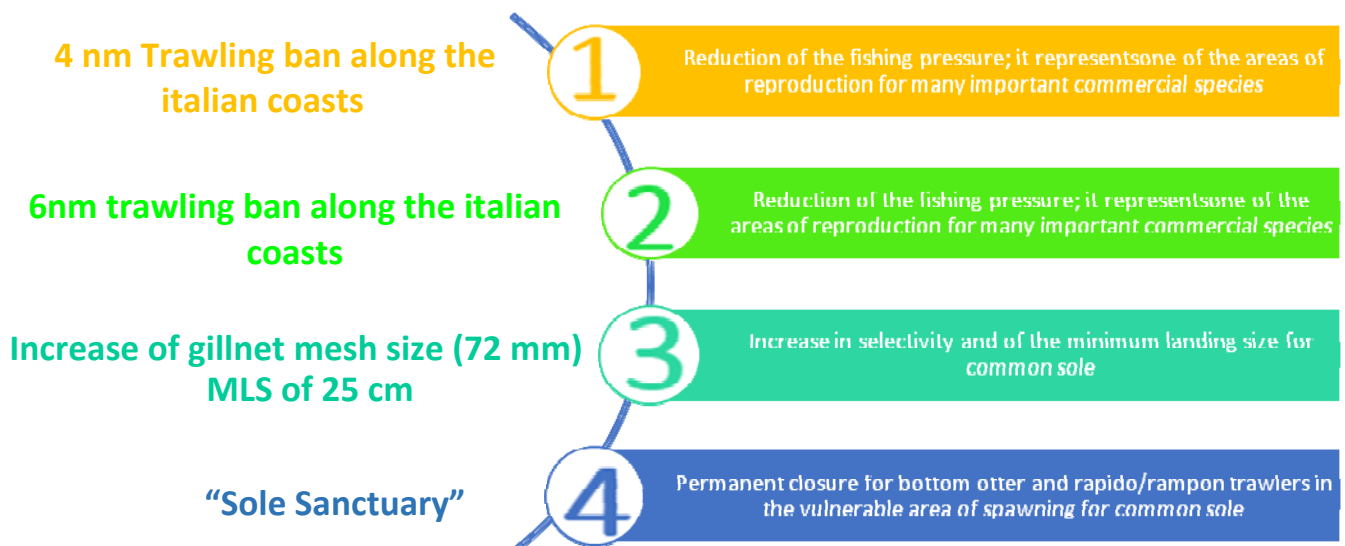 4 nm Trawling ban along the
italian coasts
1
Reduction of the fishing pressure; it representsone of the areas of
reproduction for many important commercial species
6nm trawling ban along the italian
coasts
2
Reduction of the fishing pressure; it representsone of the
areas of reproduction for many important commercial species
Increase of gillnet mesh size (72 mm)
MLS of 25 cm
3
Increase in selectivity and of the minimum landing size for
common sole
“Sole Sanctuary”
4
Permanent closure for bottom otter and rapido/rampon trawlers in
the vulnerable area of spawning for common sole